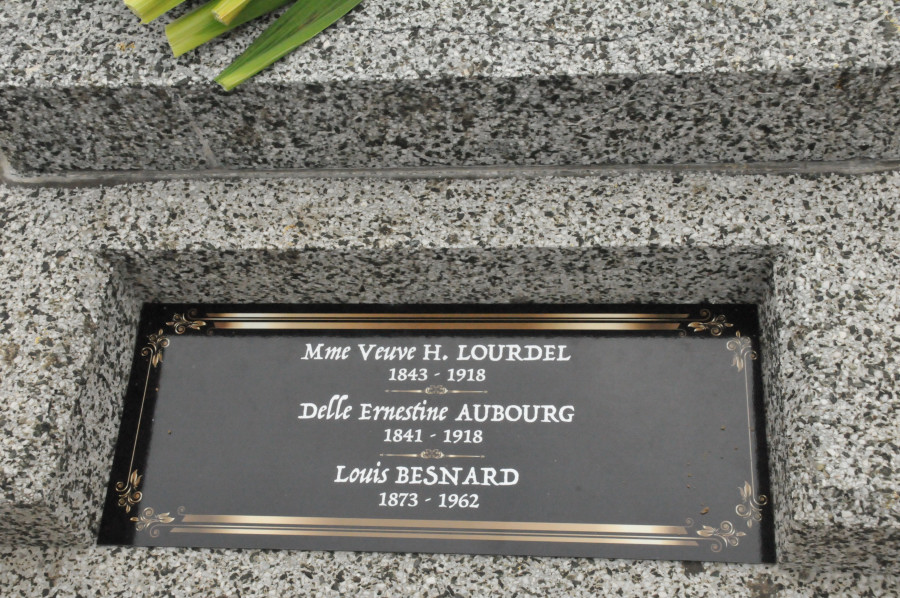 Mme Veuve H. LOURDEL
1843 - 1918
Delle Ernestine AUBOURG
1841 - 1918
Louis BESNARD
1873 - 1962